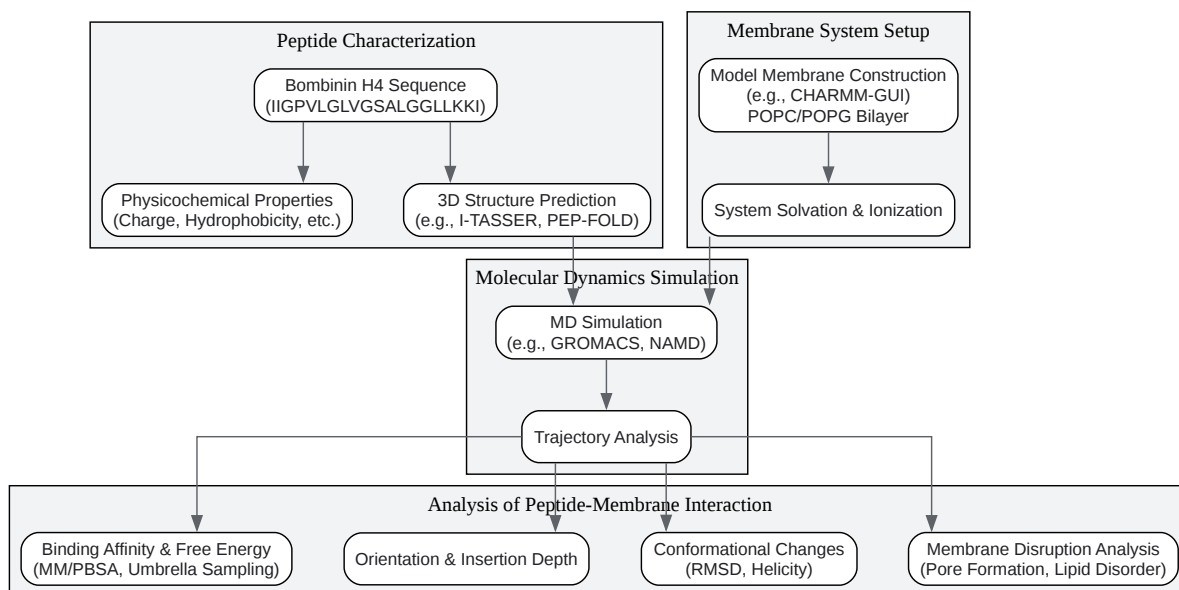 Peptide Characterization
Bombinin H4 Sequence
(IIGPVLGLVGSALGGLLKKI)
Physicochemical Properties
(Charge, Hydrophobicity, etc.)
3D Structure Prediction
(e.g., I-TASSER, PEP-FOLD)
Membrane System Setup
Model Membrane Construction
(e.g., CHARMM-GUI)
POPC/POPG Bilayer
System Solvation & Ionization
Molecular Dynamics Simulation
MD Simulation
(e.g., GROMACS, NAMD)
Trajectory Analysis
Analysis of Peptide-Membrane Interaction
Binding Affinity & Free Energy
(MM/PBSA, Umbrella Sampling)
Orientation & Insertion Depth
Conformational Changes
(RMSD, Helicity)
Membrane Disruption Analysis
(Pore Formation, Lipid Disorder)